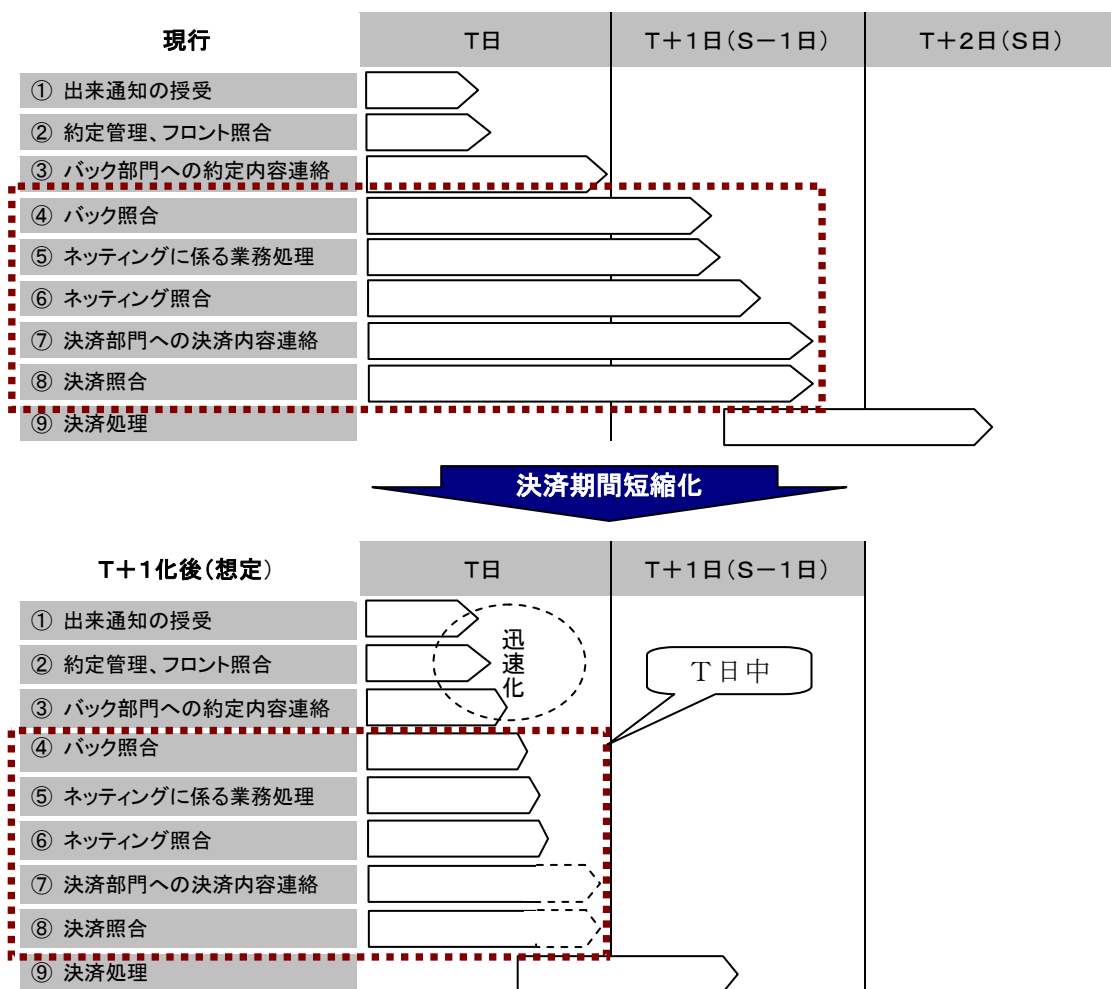 現行 T日 T+1日(S-1日) T+2日(S日)
① 出来通知の授受
② 約定管理、フロント照合
③ バック部門への約定内容連絡
④ バック照合
⑤ ネッティングに係る業務処理
⑥ ネッティング照合
⑦ 決済部門への決済内容連絡
⑧ 決済照合
⑨ 決済処理
決済期間短縮化
T+1化後(想定) T日 T+1日(S-1日)
① 出来通知の授受
② 約定管理、フロント照合
③ バック部門への約定内容連絡
迅速化
T日中
④ バック照合
⑤ ネッティングに係る業務処理
⑥ ネッティング照合
⑦ 決済部門への決済内容連絡
⑧ 決済照合
⑨ 決済処理